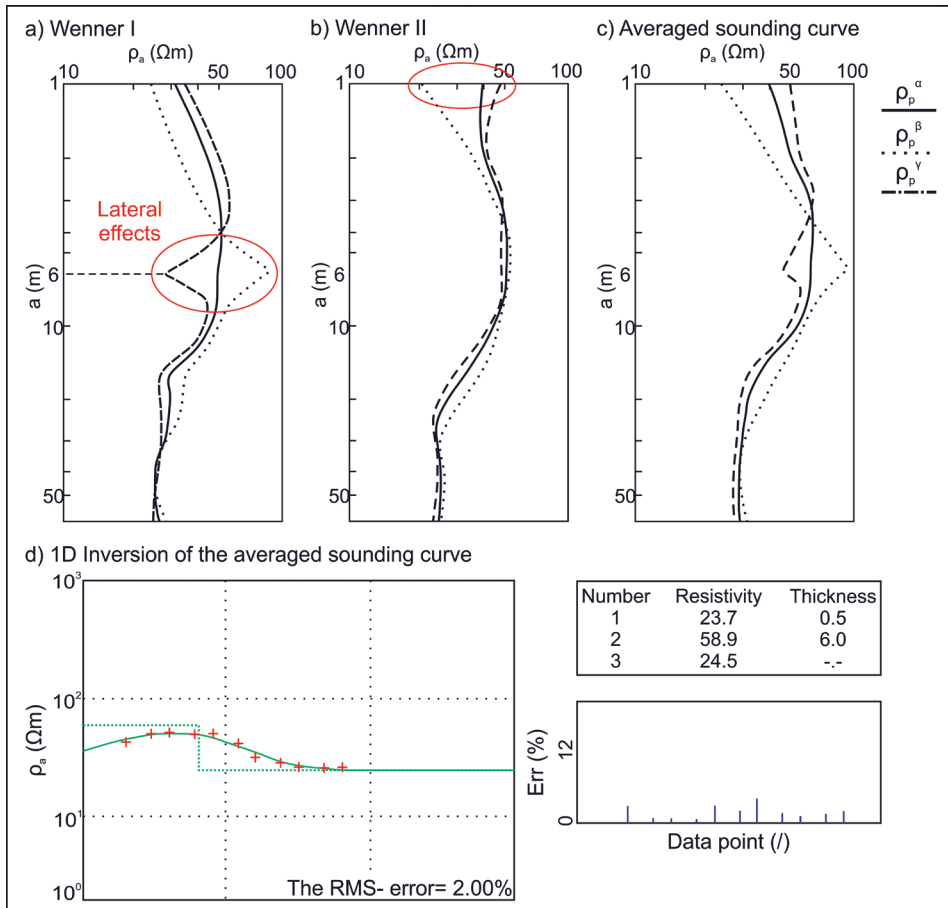 a) Wenner I
ρa (Ωm)
10 50 100
1
Lateral
effects
6
a (m)
10
50
b) Wenner II
ρa (Ωm)
10 50 100
1
6
a (m)
10
50
c) Averaged sounding curve
ρa (Ωm)
10 50 100
1
6
a (m)
10
50
ρp α
ρp β
ρp γ
d) 1D Inversion of the averaged sounding curve
10³
10²
10¹
10⁰
ρa (Ωm)
The RMS- error= 2.00%
Number Resistivity Thickness
1 23.7 0.5
2 58.9 6.0
3 24.5 -.-
Err (%)
12
0
Data point (/)